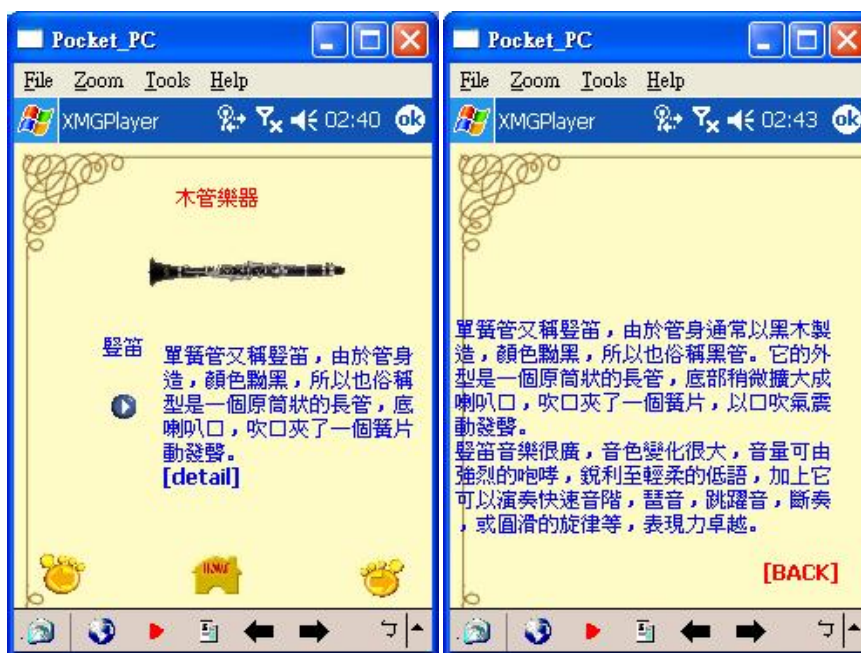 Pocket_PC
File Zoom Tools Help
XMGPlayer 02:40 ok
木管樂器
豎笛
單簧管又稱豎笛，由於管身
造，顏色黝黑，所以也俗稱
型是一個原筒狀的長管，底
喇叭口，吹口夾了一個簧片
動發聲。
[detail]
HOME
Pocket_PC
File Zoom Tools Help
XMGPlayer 02:43 ok
單簧管又稱豎笛，由於管身通常以黑木製
造，顏色黝黑，所以也俗稱黑管。它的外
型是一個原筒狀的長管，底部稍微擴大成
喇叭口，吹口夾了一個簧片，以口吹氣震
動發聲。
豎笛音樂很廣，音色變化很大，音量可由
強烈的咆哮，銳利至輕柔的低語，加上它
可以演奏快速音階，琶音，跳躍音，斷奏
，或圓滑的旋律等，表現力卓越。
[BACK]